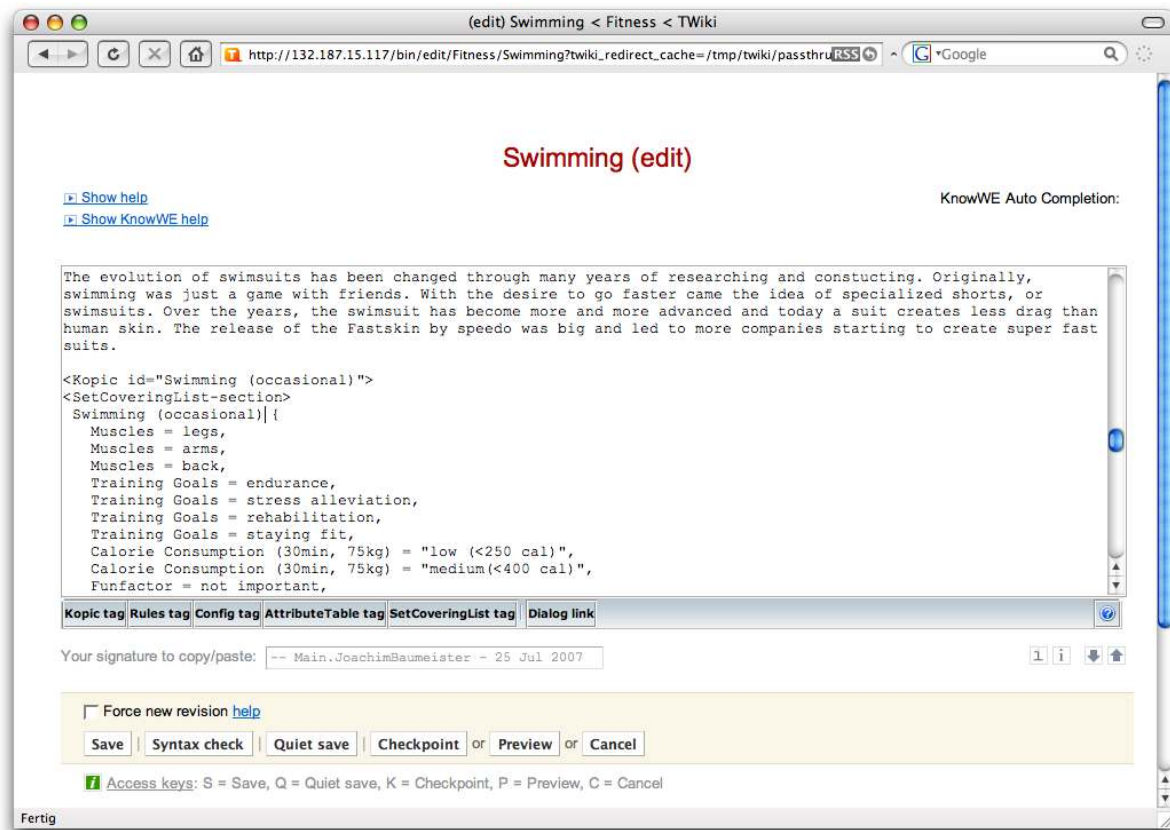 (edit) Swimming < Fitness < TWiki
http://132.187.15.117/bin/edit/Fitness/Swimming?twiki_redirect_cache=/tmp/twiki/passthru
RSS
Google
Swimming (edit)
Show help
KnowWE Auto Completion:
Show KnowWE help
The evolution of swimsuits has been changed through many years of researching and constucting. Originally,
swimming was just a game with friends. With the desire to go faster came the idea of specialized shorts, or
swimsuits. Over the years, the swimsuit has become more and more advanced and today a suit creates less drag than
human skin. The release of the Fastskin by speedo was big and led to more companies starting to create super fast
suits.
<Kopic id="Swimming (occasional)">
<SetCoveringList-section>
Swimming (occasional) {
Muscles = legs,
Muscles = arms,
Muscles = back,
Training Goals = endurance,
Training Goals = stress alleviation,
Training Goals = rehabilitation,
Training Goals = staying fit,
Calorie Consumption (30min, 75kg) = "low (<250 cal)",
Calorie Consumption (30min, 75kg) = "medium(<400 cal)",
Funfactor = not important,
Kopic tag Rules tag Config tag AttributeTable tag SetCoveringList tag Dialog link
Your signature to copy/paste: -- Main.JoachimBaumeister - 25 Jul 2007
Force new revision help
Save | Syntax check | Quiet save | Checkpoint or Preview or Cancel
Access keys: S = Save, Q = Quiet save, K = Checkpoint, P = Preview, C = Cancel
Fertig